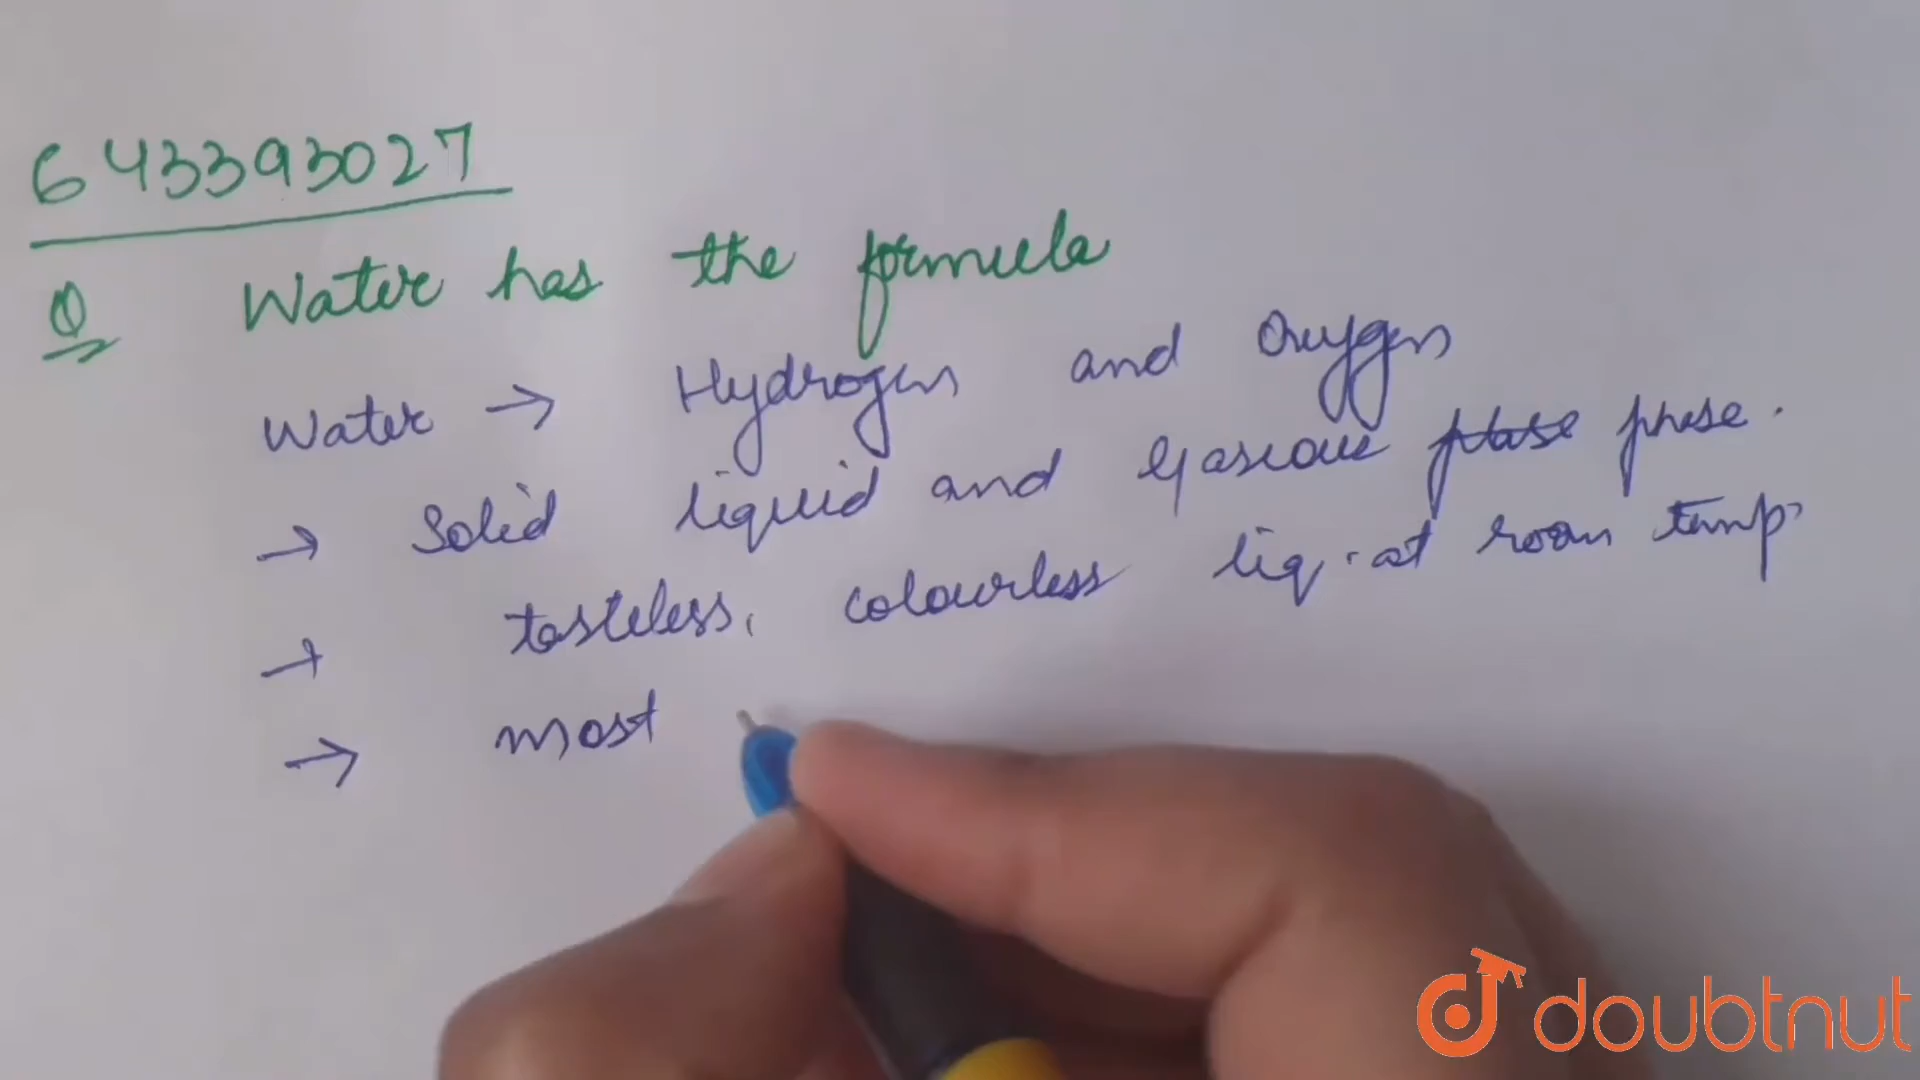 643393027
Q Water has the formula
Water → Hydrogen and Oxygen
→ Solid liquid and Gaseous phase phase.
→ tasteless, colourless liq. at room temp.
→ most
doubtnut